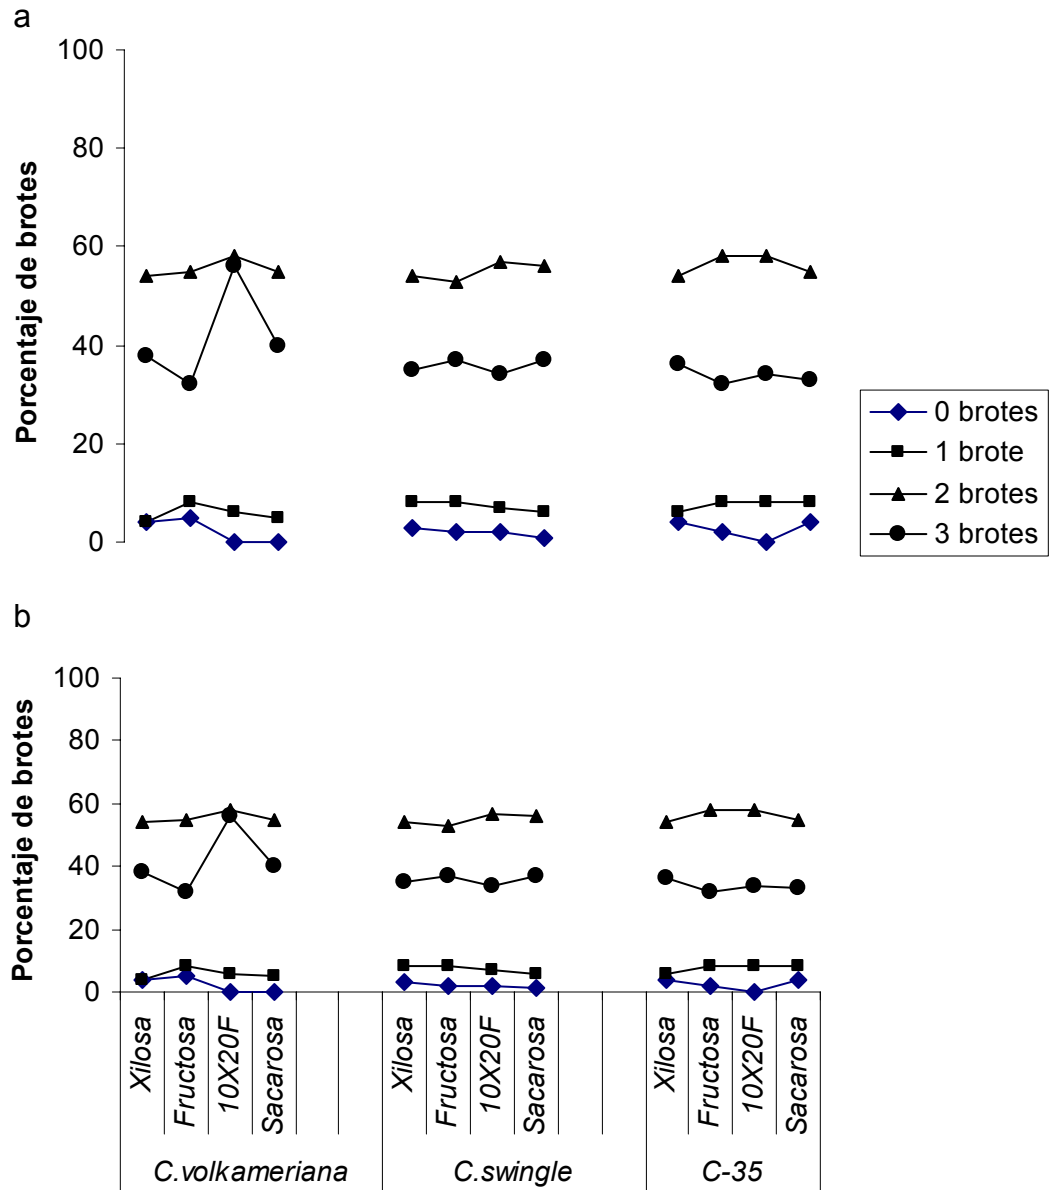 a
Porcentaje de brotes
100
80
60
40
20
0
0 brotes
1 brote
2 brotes
3 brotes
b
Porcentaje de brotes
100
80
60
40
20
0
Xilosa Fructosa 10X20F Sacarosa Xilosa Fructosa 10X20F Sacarosa Xilosa Fructosa 10X20F Sacarosa
C.volkameriana C.swingle C-35